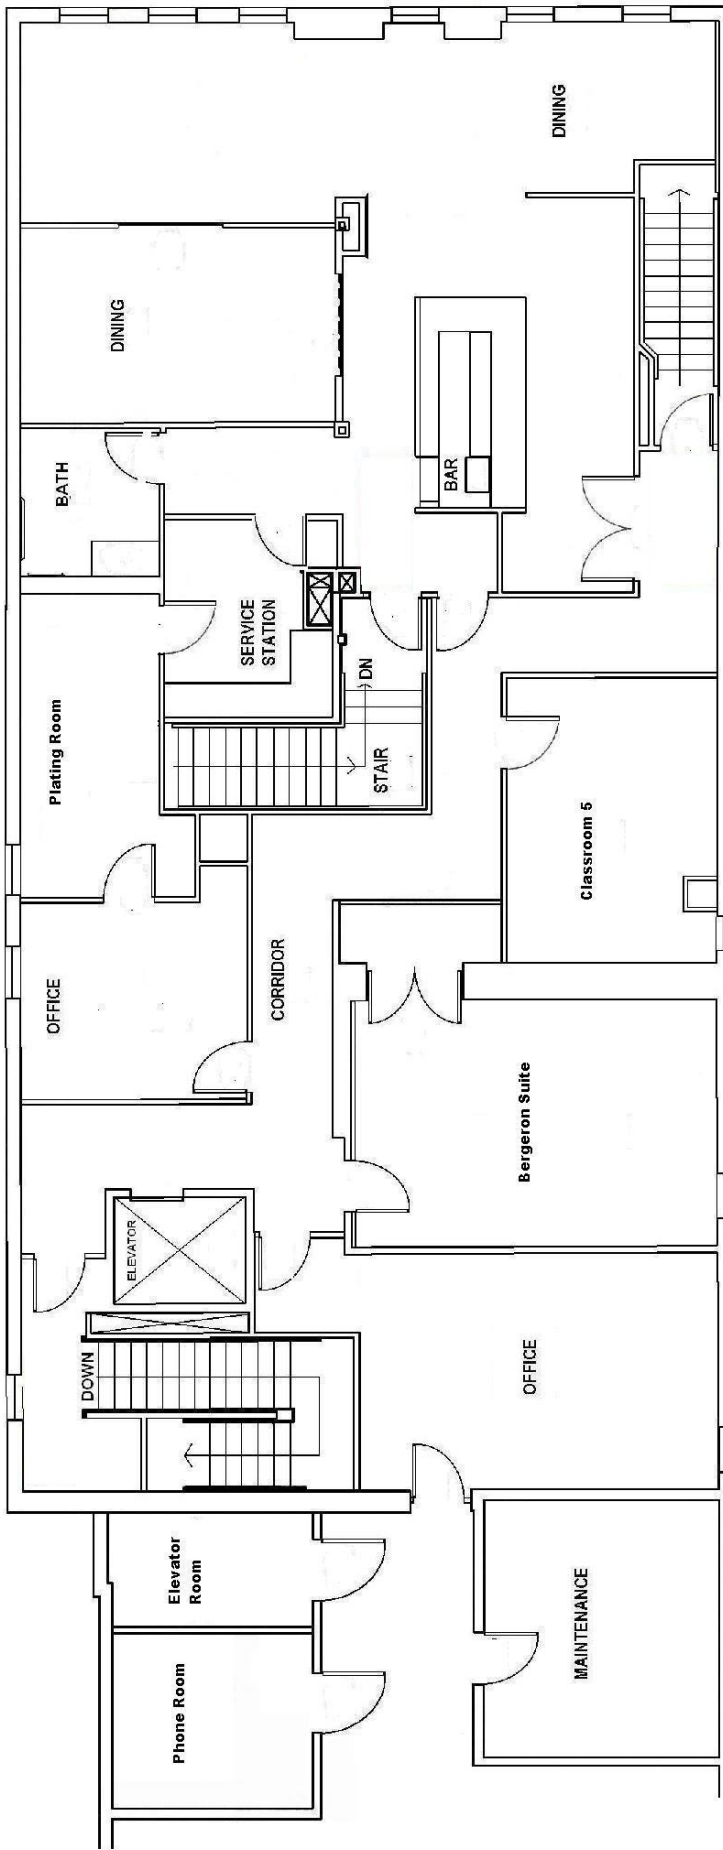 DINING
DINING
BATH
BAR
SERVICE
STATION
DN
STAIR
Plating Room
Classroom 5
OFFICE
CORRIDOR
Bergeron Suite
ELEVATOR
DOWN
OFFICE
Elevator
Room
MAINTENANCE
Phone Room